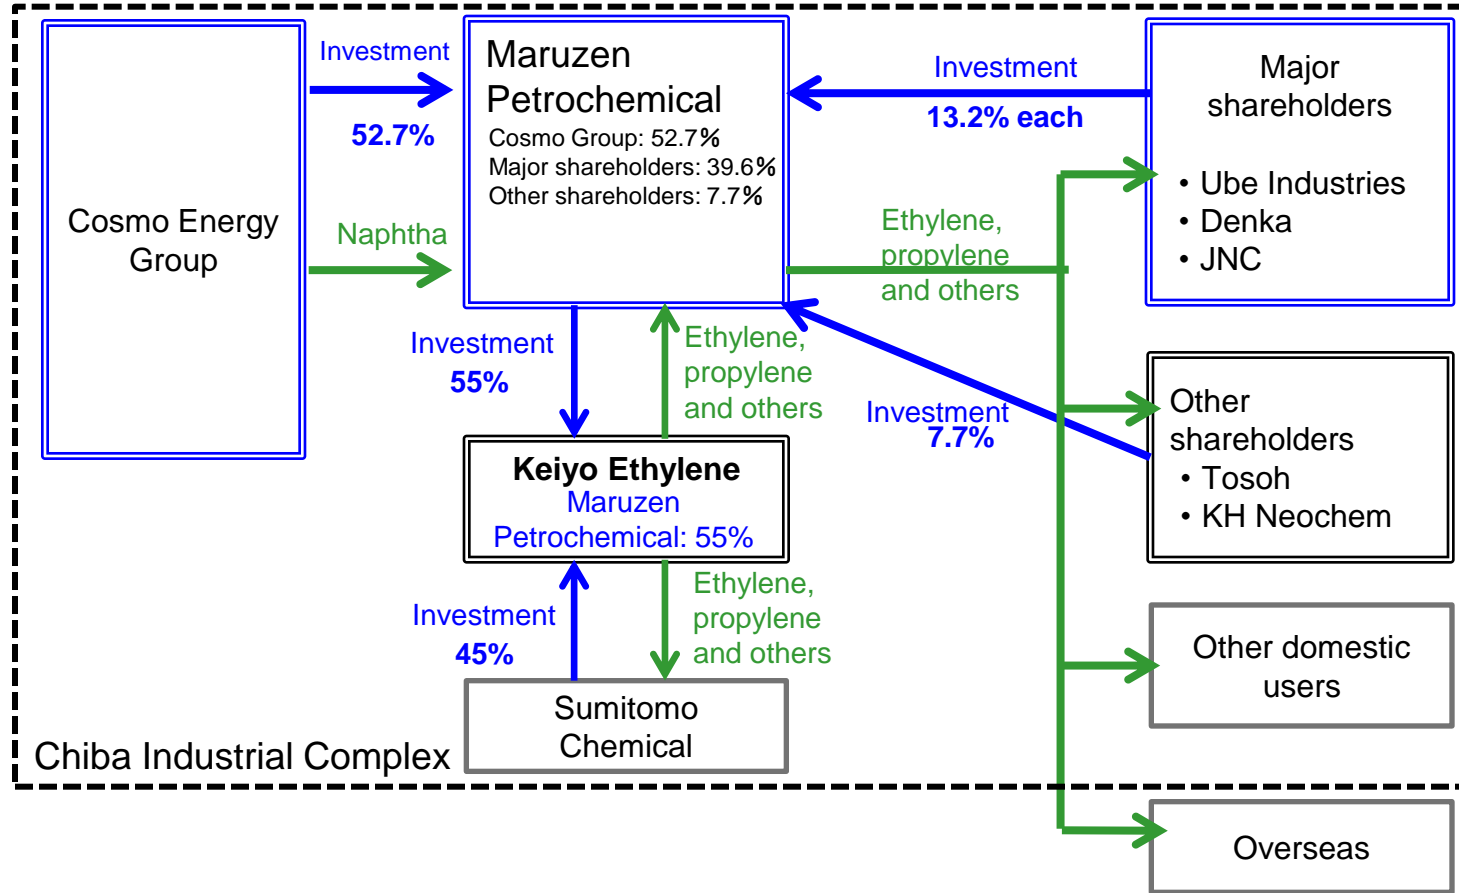 Cosmo Energy
Group
Investment
52.7%
Naphtha
Maruzen
Petrochemical
Cosmo Group: 52.7%
Major shareholders: 39.6%
Other shareholders: 7.7%
Investment
13.2% each
Major
shareholders
• Ube Industries
• Denka
• JNC
Ethylene,
propylene
and others
Investment
55%
Ethylene,
propylene
and others
Investment
7.7%
Other
shareholders
• Tosoh
• KH Neochem
Keiyo Ethylene
Maruzen
Petrochemical: 55%
Investment
45%
Ethylene,
propylene
and others
Other domestic
users
Sumitomo
Chemical
Chiba Industrial Complex
Overseas